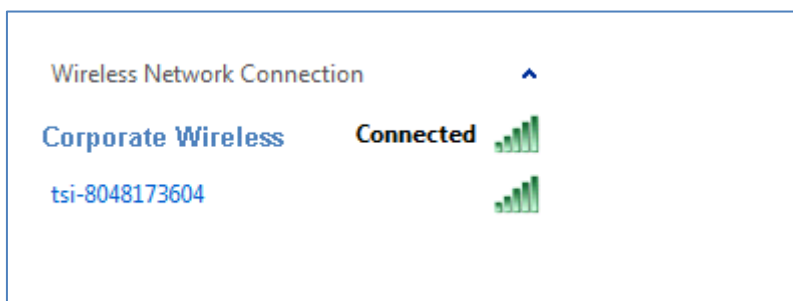 Wireless Network Connection
Corporate Wireless Connected
tsi-8048173604